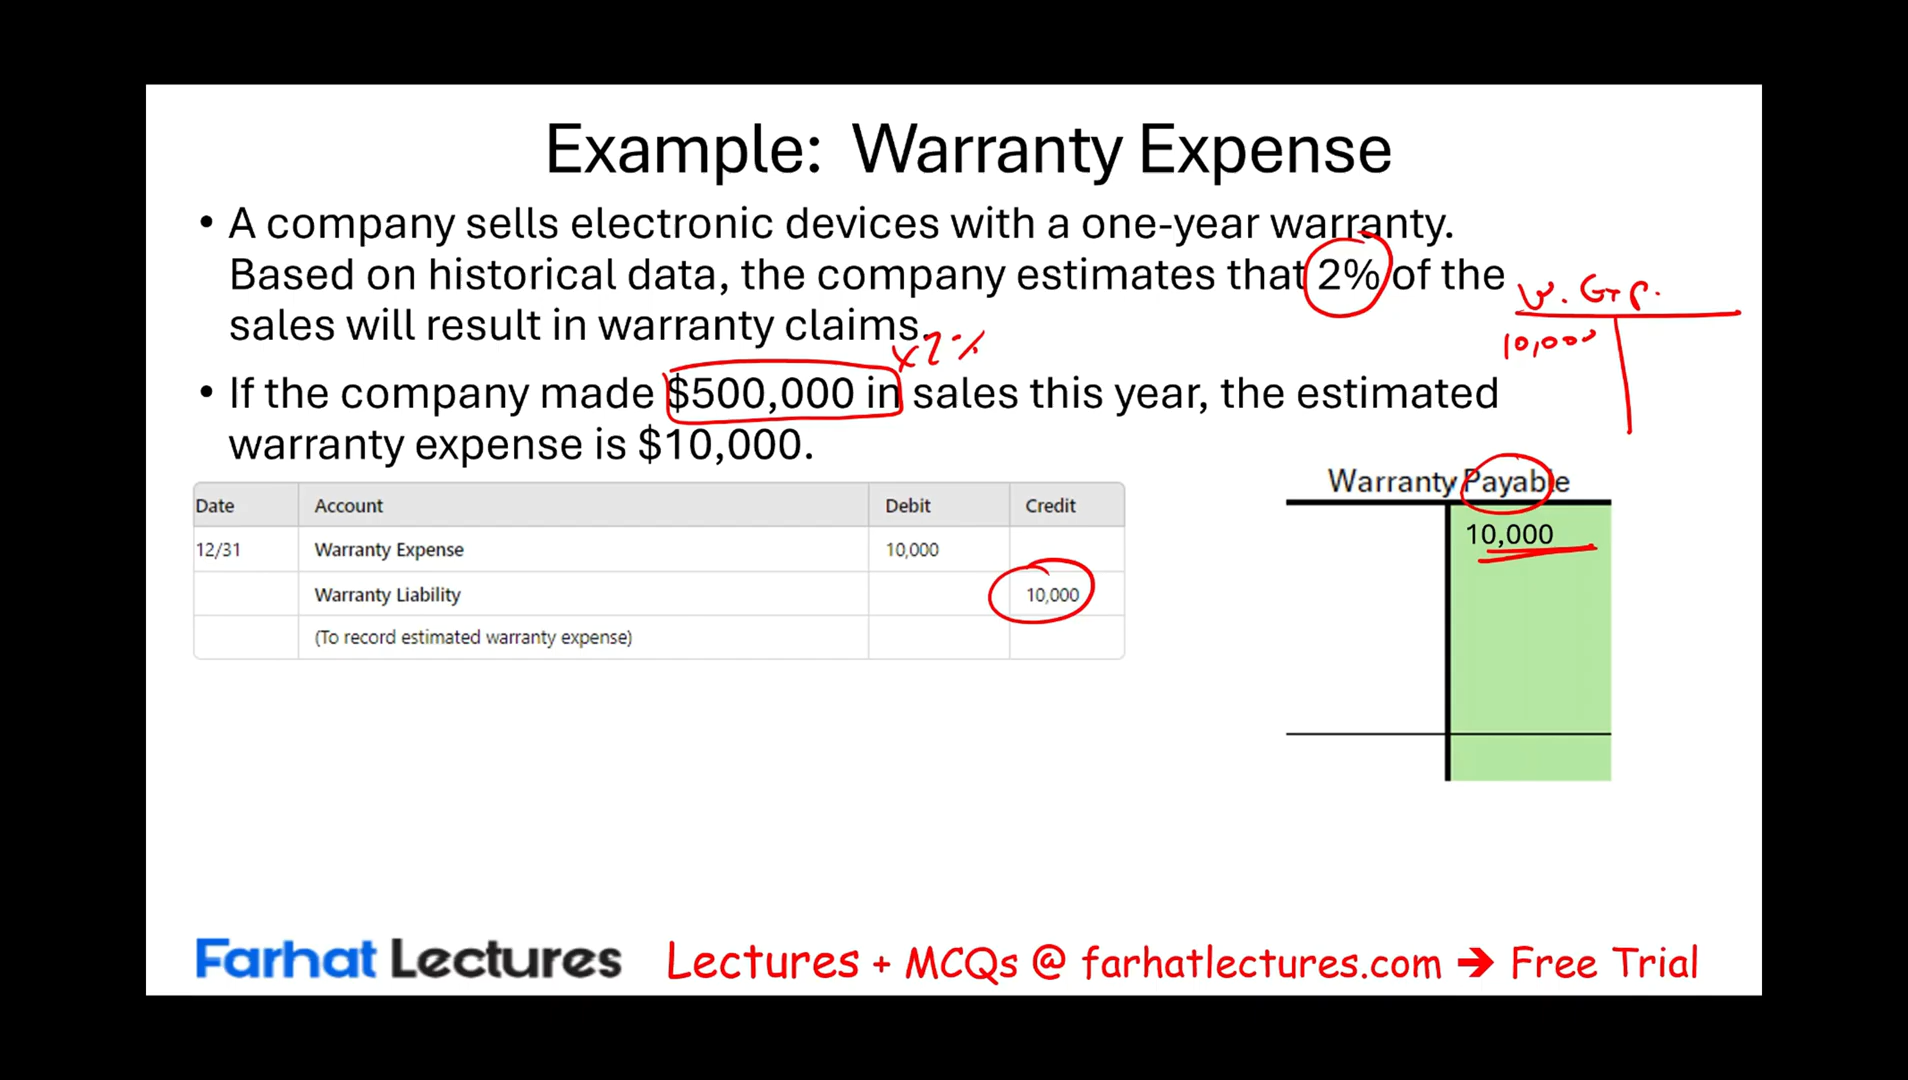 Example: Warranty Expense
• A company sells electronic devices with a one-year warranty.
Based on historical data, the company estimates that 2% of the
sales will result in warranty claims.
x2%
• If the company made $500,000 in sales this year, the estimated
warranty expense is $10,000.
W. Exp.
10,000
Date Account Debit Credit
12/31 Warranty Expense 10,000
Warranty Liability 10,000
(To record estimated warranty expense)
Warranty Payable
10,000
Farhat Lectures
Lectures + MCQs @ farhatlectures.com ➔ Free Trial